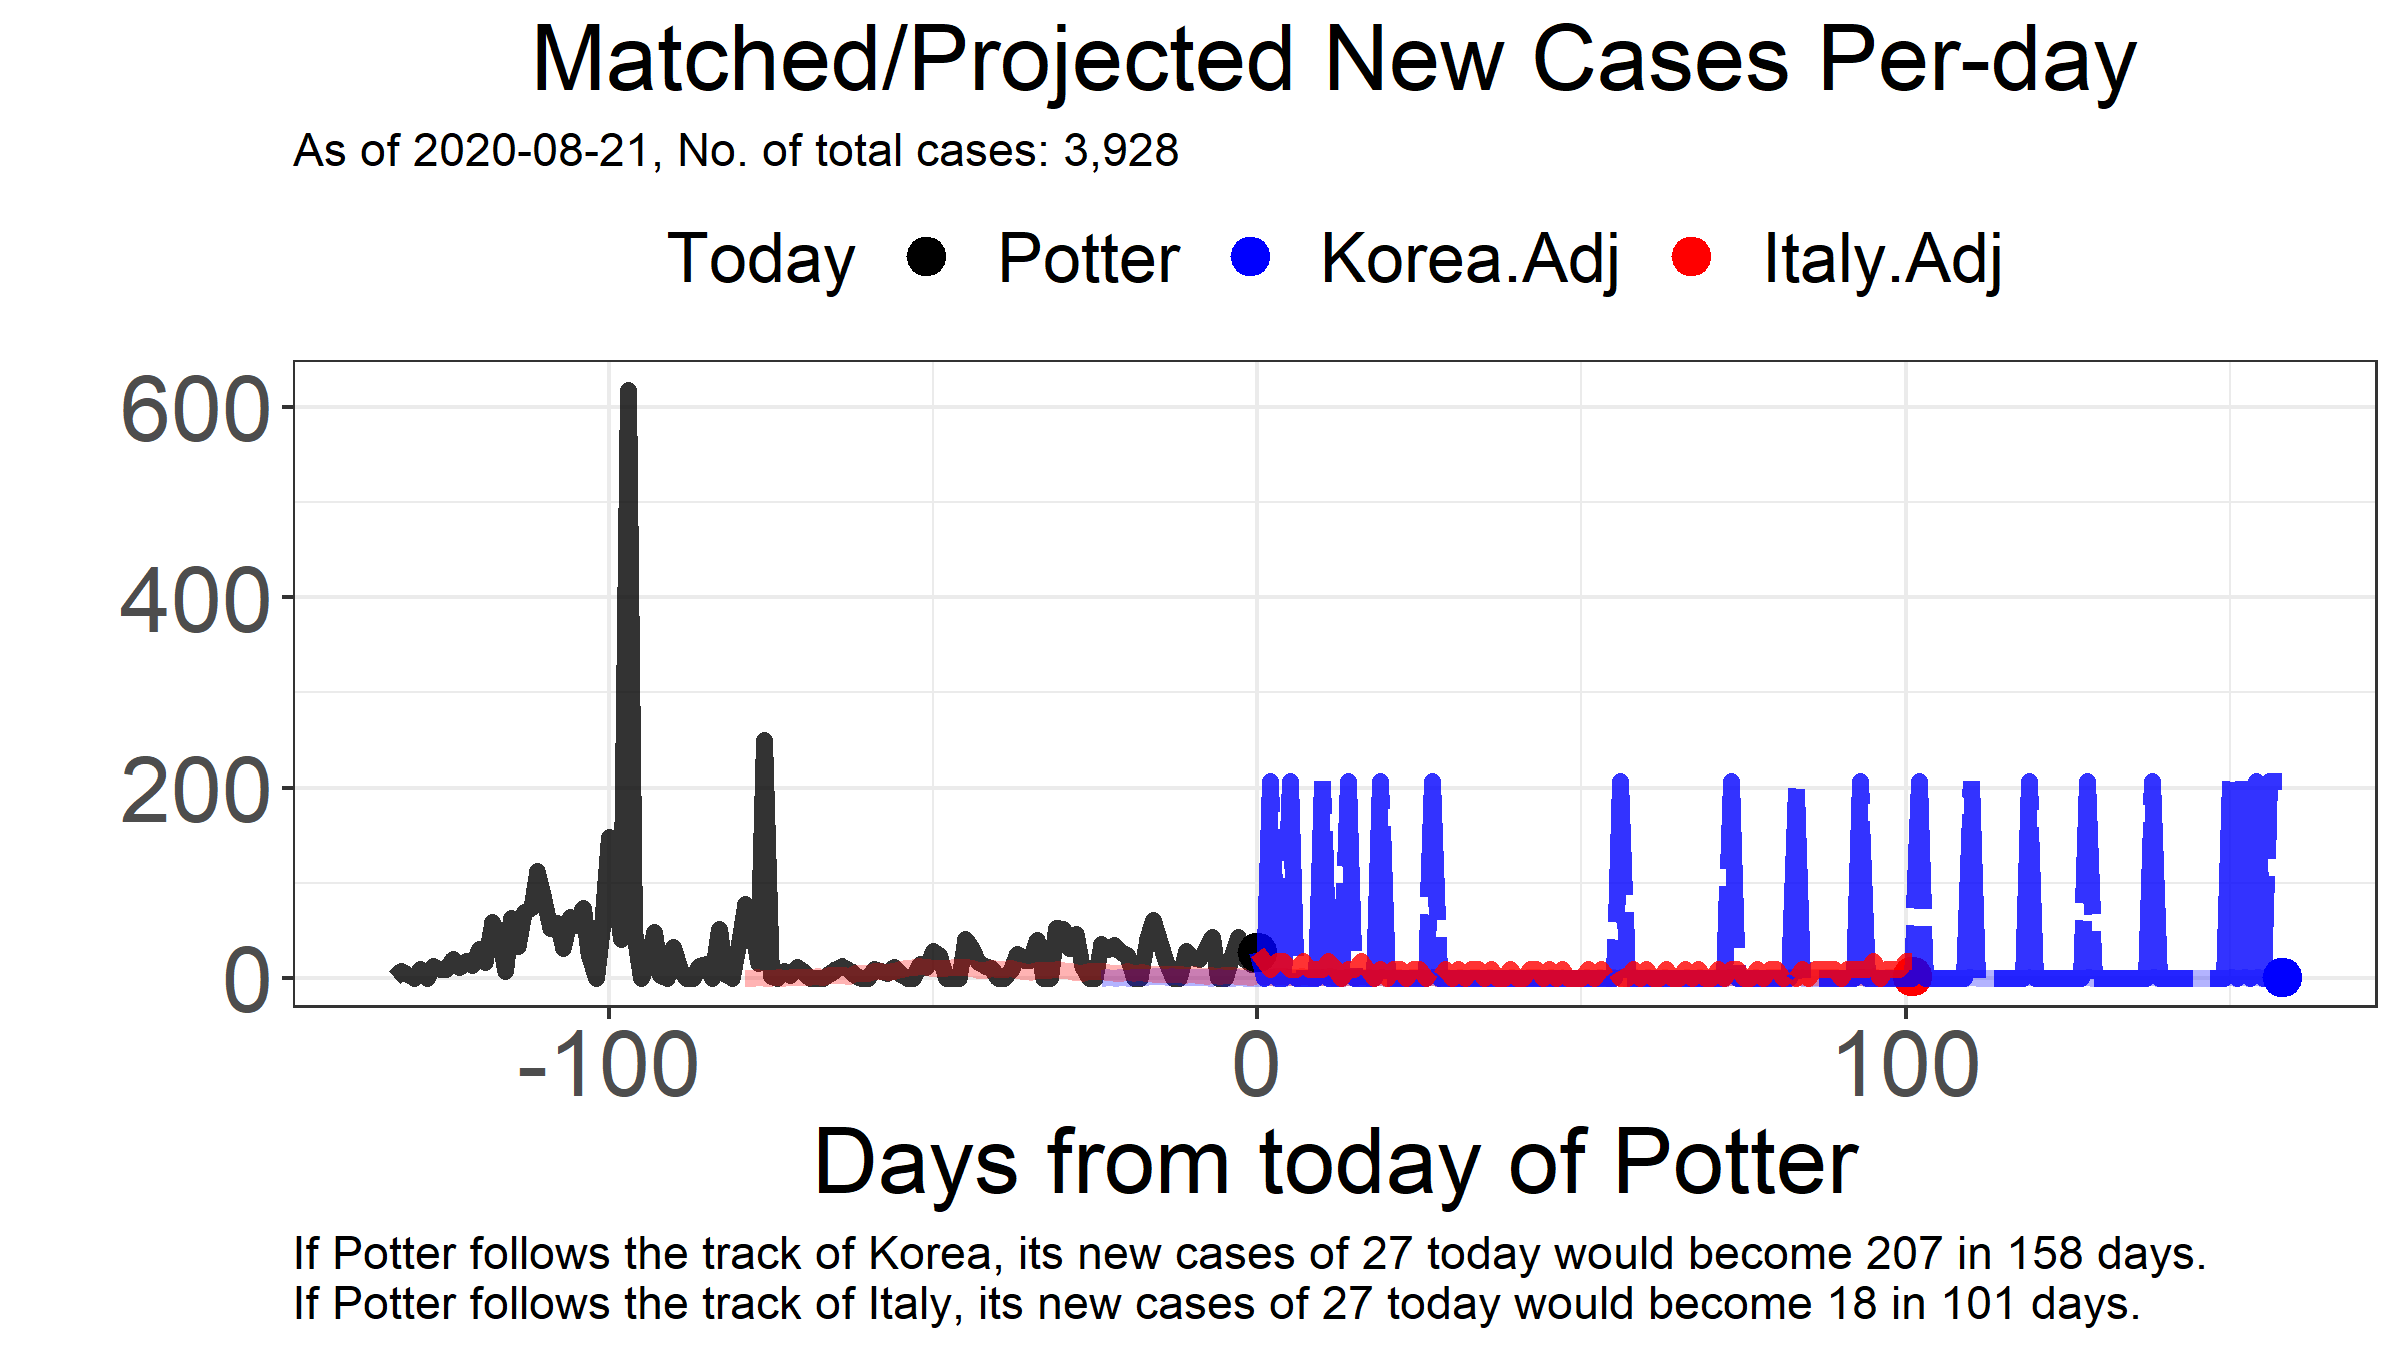 Matched/Projected New Cases Per-day
As of 2020-08-21, No. of total cases: 3,928
Today Potter Korea.Adj Italy.Adj
600
400
200
0
-100 0 100
Days from today of Potter
If Potter follows the track of Korea, its new cases of 27 today would become 207 in 158 days.
If Potter follows the track of Italy, its new cases of 27 today would become 18 in 101 days.